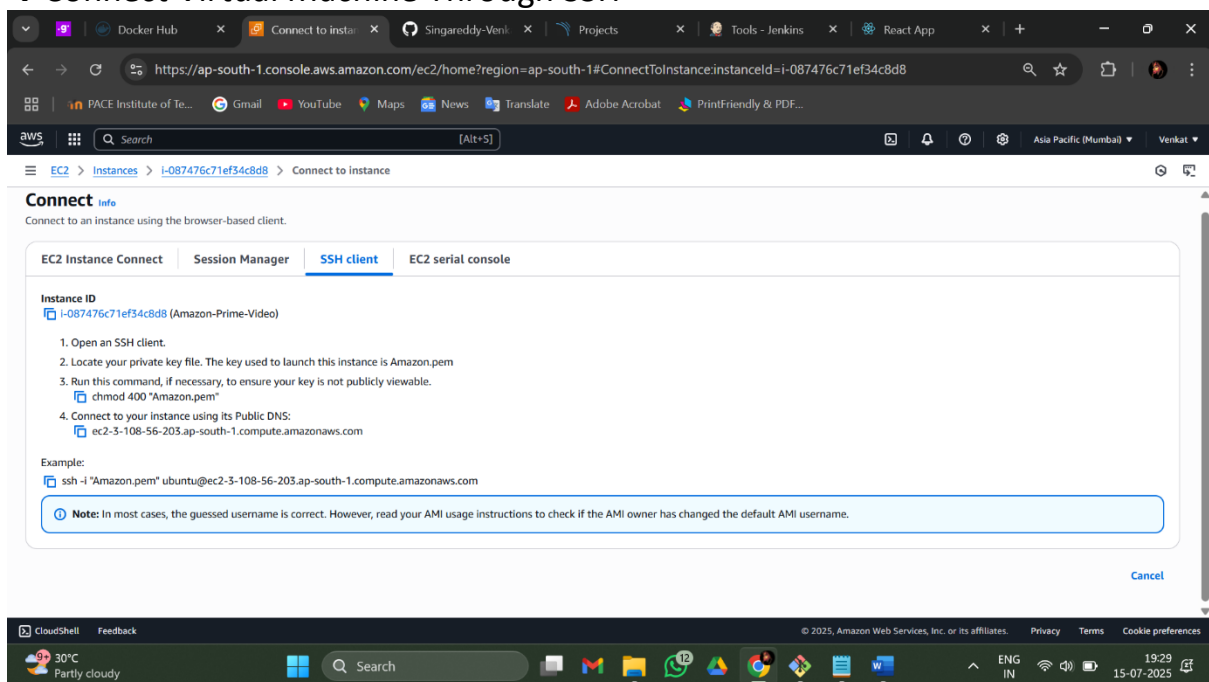 Connect Virtual Machine Through SSH
-9° Docker Hub Connect to instan Singareddy-Venk Projects Tools - Jenkins React App
https://ap-south-1.console.aws.amazon.com/ec2/home?region=ap-south-1#ConnectToInstance:instanceId=i-087476c71ef34c8d8
PACE Institute of Te... Gmail YouTube Maps News Translate Adobe Acrobat PrintFriendly & PDF...
aws Search [Alt+S] Asia Pacific (Mumbai) ▼ Venkat ▼
EC2 > Instances > i-087476c71ef34c8d8 > Connect to instance
Connect Info
Connect to an instance using the browser-based client.
EC2 Instance Connect Session Manager SSH client EC2 serial console
Instance ID
i-087476c71ef34c8d8 (Amazon-Prime-Video)
1. Open an SSH client.
2. Locate your private key file. The key used to launch this instance is Amazon.pem
3. Run this command, if necessary, to ensure your key is not publicly viewable.
chmod 400 "Amazon.pem"
4. Connect to your instance using its Public DNS:
ec2-3-108-56-203.ap-south-1.compute.amazonaws.com
Example:
ssh -i "Amazon.pem" ubuntu@ec2-3-108-56-203.ap-south-1.compute.amazonaws.com
Note: In most cases, the guessed username is correct. However, read your AMI usage instructions to check if the AMI owner has changed the default AMI username.
Cancel
CloudShell Feedback © 2025, Amazon Web Services, Inc. or its affiliates. Privacy Terms Cookie preferences
9+ 30°C Search 12 ENG 19:29
Partly cloudy IN 15-07-2025